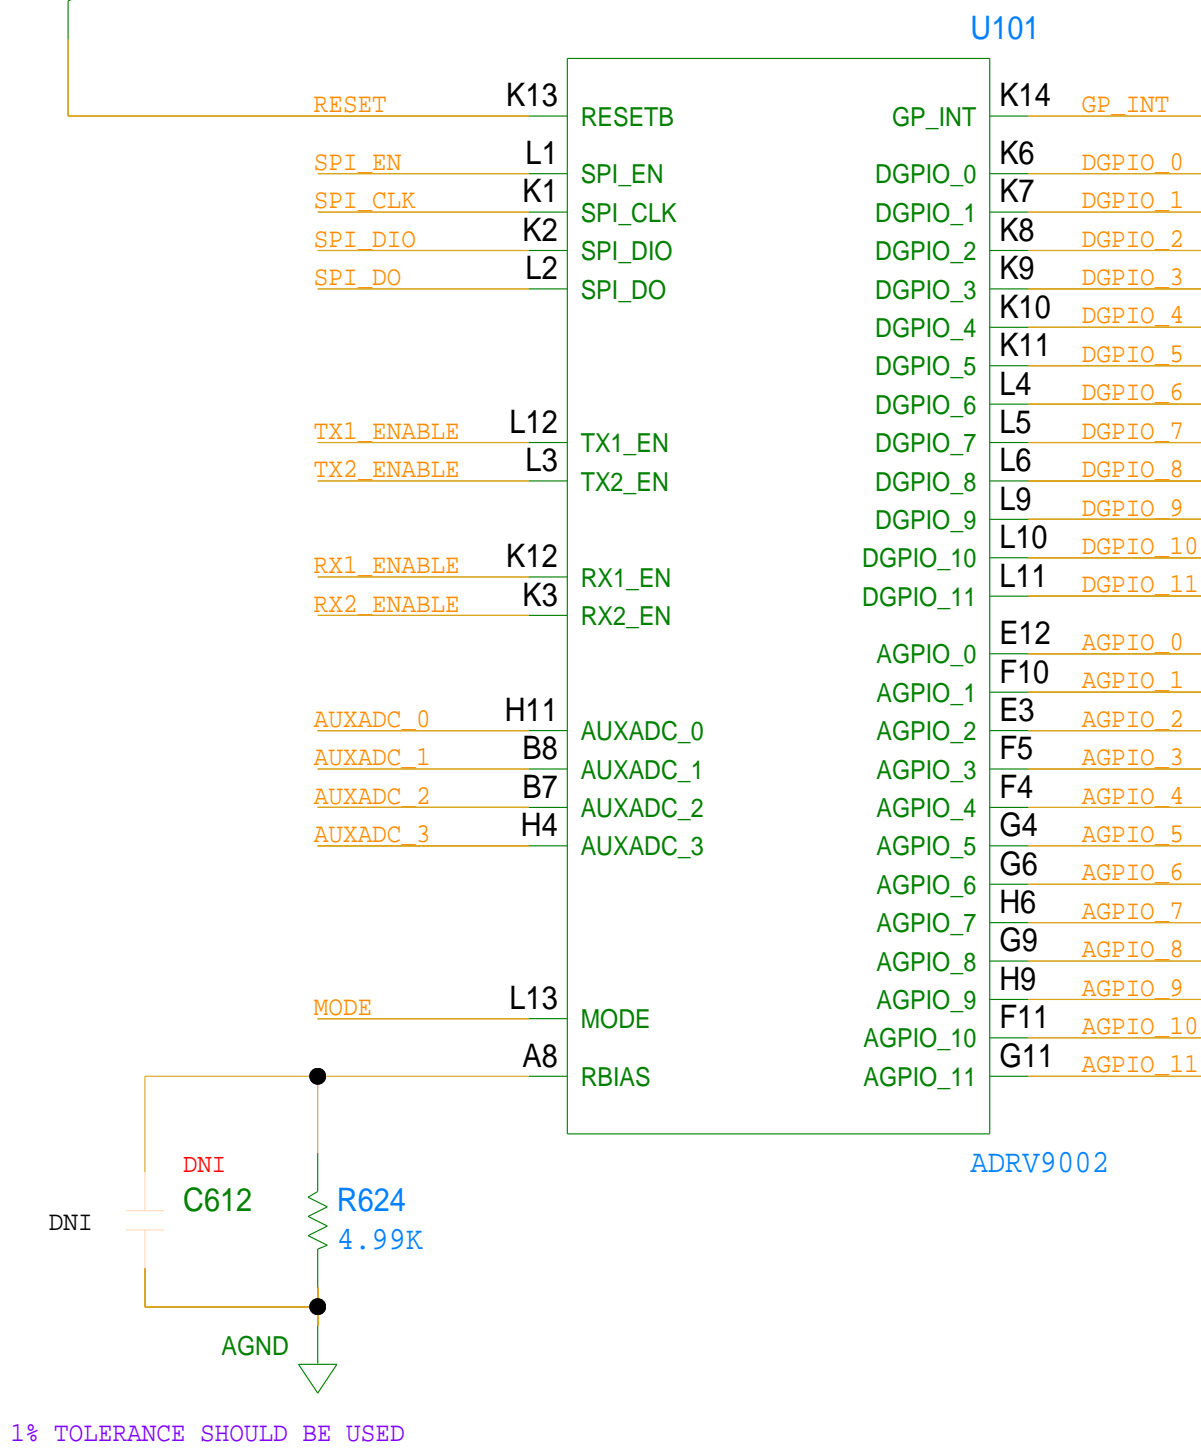 U101
RESET K13 RESETB GP_INT K14 GP_INT
SPI_EN L1 SPI_EN DGPIO_0 K6 DGPIO_0
SPI_CLK K1 SPI_CLK DGPIO_1 K7 DGPIO_1
SPI_DIO K2 SPI_DIO DGPIO_2 K8 DGPIO_2
SPI_DO L2 SPI_DO DGPIO_3 K9 DGPIO_3
DGPIO_4 K10 DGPIO_4
DGPIO_5 K11 DGPIO_5
DGPIO_6 L4 DGPIO_6
TX1_ENABLE L12 TX1_EN DGPIO_7 L5 DGPIO_7
TX2_ENABLE L3 TX2_EN DGPIO_8 L6 DGPIO_8
DGPIO_9 L9 DGPIO_9
RX1_ENABLE K12 RX1_EN DGPIO_10 L10 DGPIO_10
RX2_ENABLE K3 RX2_EN DGPIO_11 L11 DGPIO_11
AGPIO_0 E12 AGPIO_0
AGPIO_1 F10 AGPIO_1
AUXADC_0 H11 AUXADC_0 AGPIO_2 E3 AGPIO_2
AUXADC_1 B8 AUXADC_1 AGPIO_3 F5 AGPIO_3
AUXADC_2 B7 AUXADC_2 AGPIO_4 F4 AGPIO_4
AUXADC_3 H4 AUXADC_3 AGPIO_5 G4 AGPIO_5
AGPIO_6 G6 AGPIO_6
AGPIO_7 H6 AGPIO_7
AGPIO_8 G9 AGPIO_8
AGPIO_9 H9 AGPIO_9
MODE L13 MODE AGPIO_10 F11 AGPIO_10
A8 RBIAS AGPIO_11 G11 AGPIO_11
ADRV9002
DNI
C612 R624
DNI 4.99K
AGND
1% TOLERANCE SHOULD BE USED